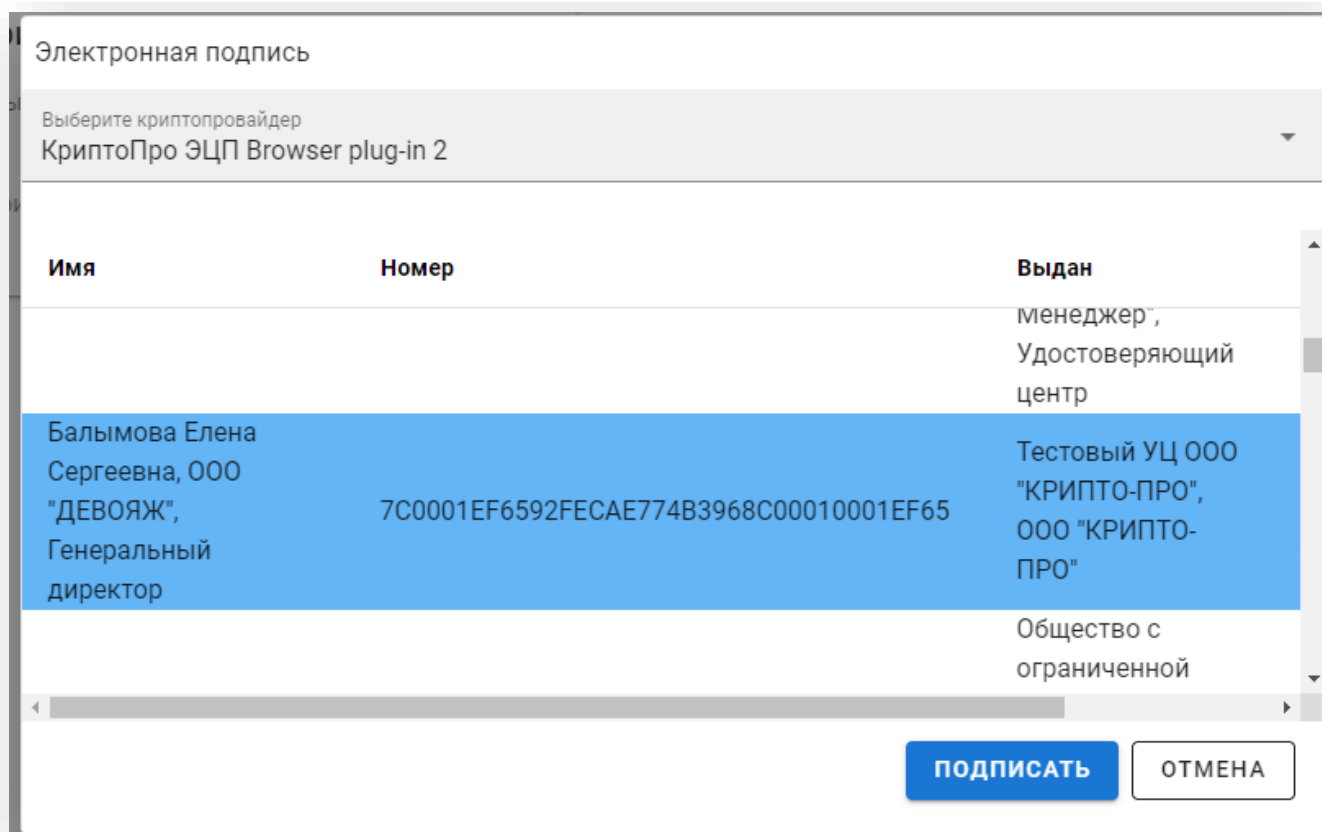 Электронная подпись
Выберите криптопровайдер
КриптоПро ЭЦП Browser plug-in 2
Имя Номер Выдан
Менеджер",
Удостоверяющий
центр
Балымова Елена
Сергеевна, ООО
"ДЕВОЯЖ",
Генеральный
директор
7C0001EF6592FECAE774B3968C00010001EF65
Тестовый УЦ ООО
"КРИПТО-ПРО",
ООО "КРИПТО-
ПРО"
Общество с
ограниченной
ПОДПИСАТЬ ОТМЕНА